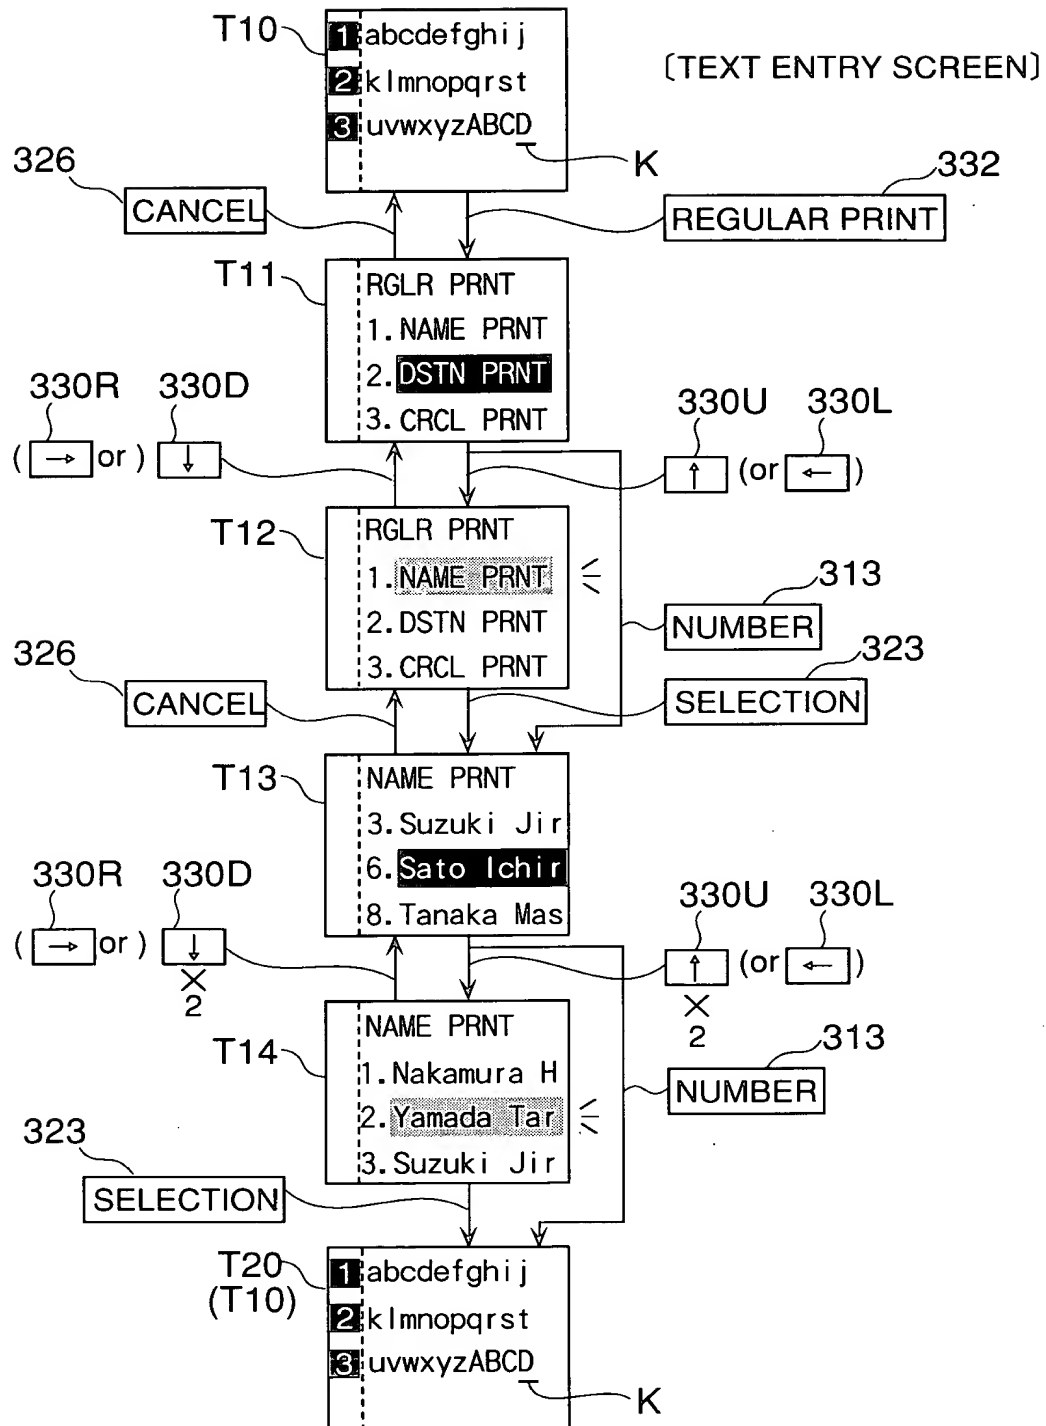 T10
1 abcdefghij
2 klmnopqrst
3 uvwxyzABCD
[TEXT ENTRY SCREEN]
K
326
CANCEL
332
REGULAR PRINT
T11
RGLR PRNT
1. NAME PRNT
2. DSTN PRNT
3. CRCL PRNT
330R 330D
( → or ) ↓
330U 330L
↑ (or ← )
T12
RGLR PRNT
1. NAME PRNT
2. DSTN PRNT
3. CRCL PRNT
313
NUMBER
326
CANCEL
323
SELECTION
T13
NAME PRNT
3. Suzuki Jir
6. Sato Ichir
8. Tanaka Mas
330R 330D
( → or ) ↓
×
2
330U 330L
↑ (or ← )
×
2
T14
NAME PRNT
1. Nakamura H
2. Yamada Tar
3. Suzuki Jir
313
NUMBER
323
SELECTION
T20
(T10)
1 abcdefghij
2 klmnopqrst
3 uvwxyzABCD
K